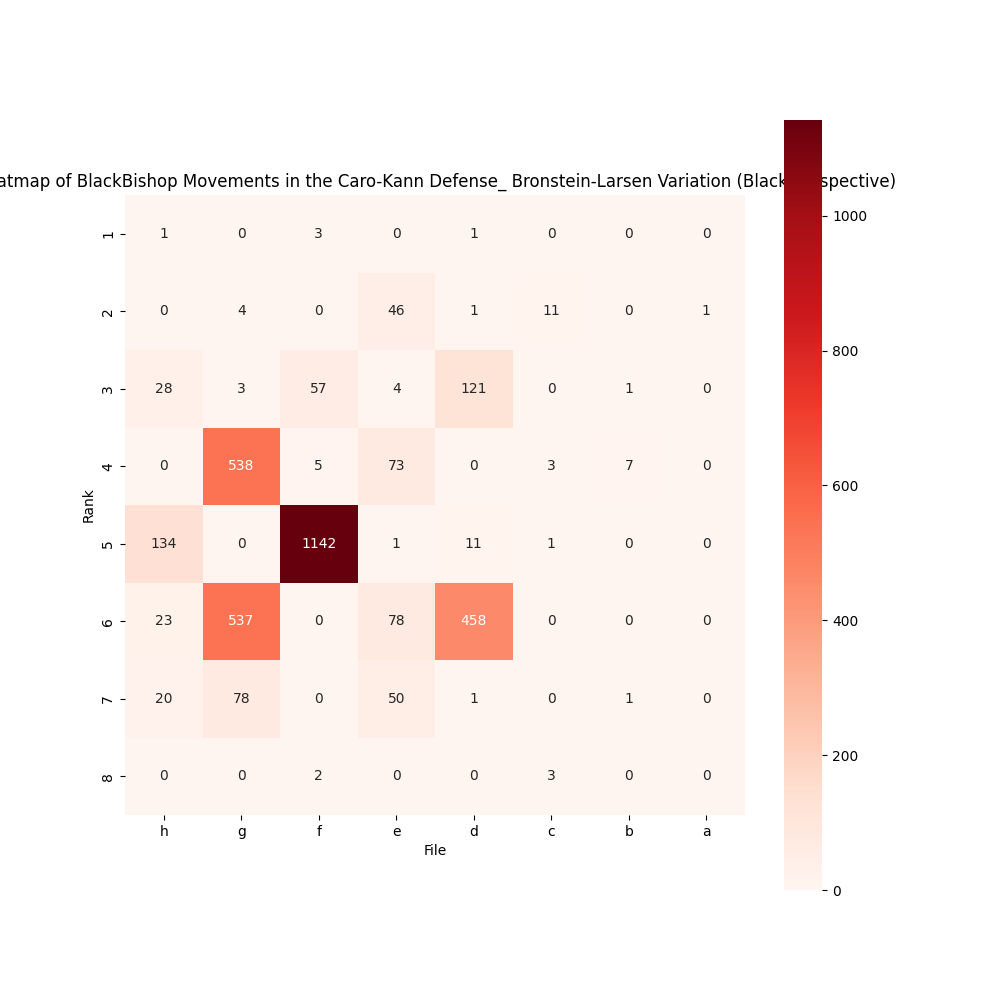 atmap of BlackBishop Movements in the Caro-Kann Defense_ Bronstein-Larsen Variation (Black spective)
1 1 0 3 0 1 0 0 0
2 0 4 0 46 1 11 0 1
3 28 3 57 4 121 0 1 0
4 0 538 5 73 0 3 7 0
5 134 0 1142 1 11 1 0 0
6 23 537 0 78 458 0 0 0
7 20 78 0 50 1 0 1 0
8 0 0 2 0 0 3 0 0
h g f e d c b a
File
Rank
1000
800
600
400
200
0